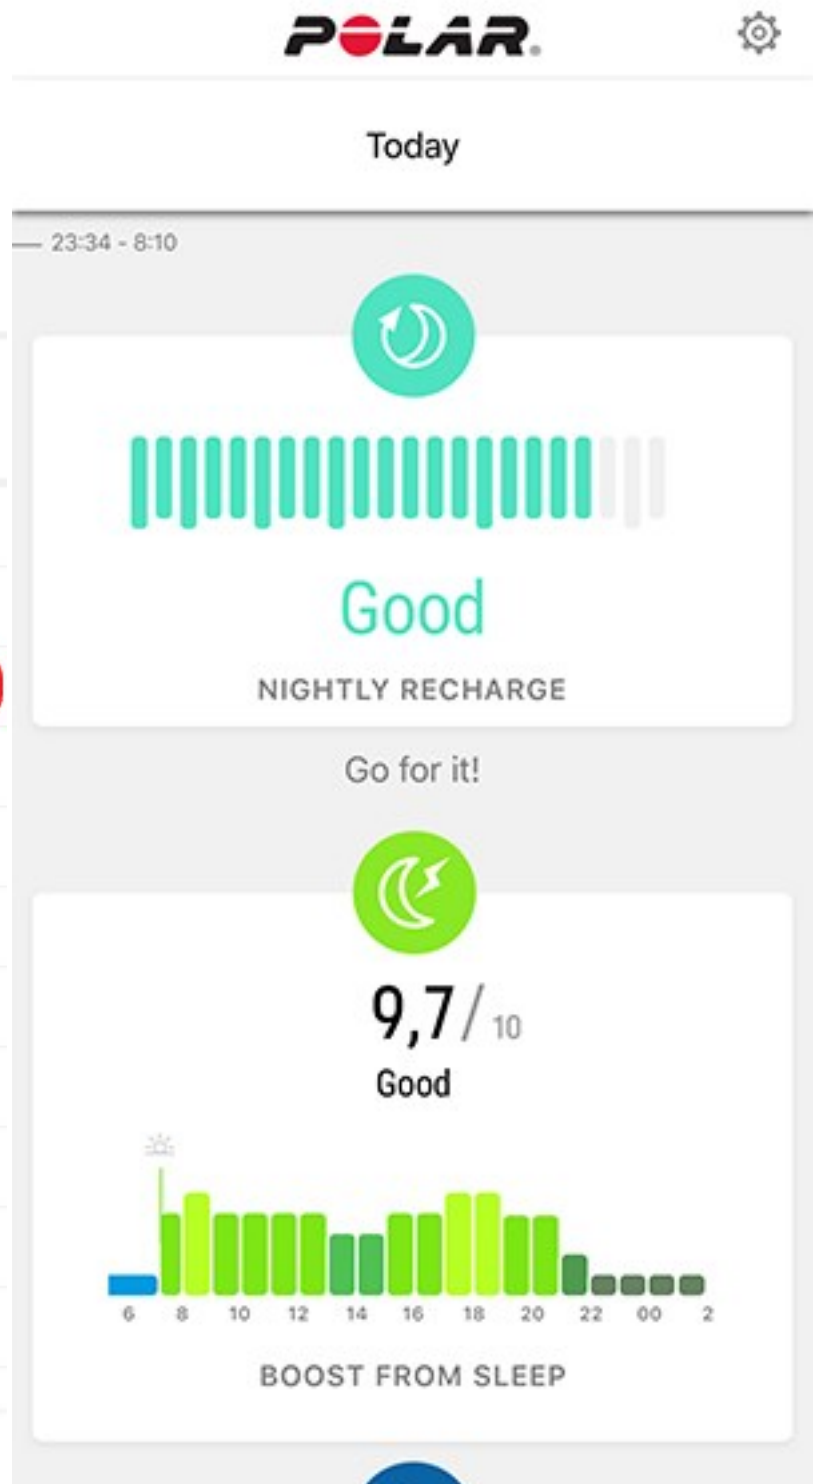 POLAR®
Today
23:34 - 8:10
Good
NIGHTLY RECHARGE
Go for it!
9,7/10
Good
6 8 10 12 14 16 18 20 22 00 2
BOOST FROM SLEEP